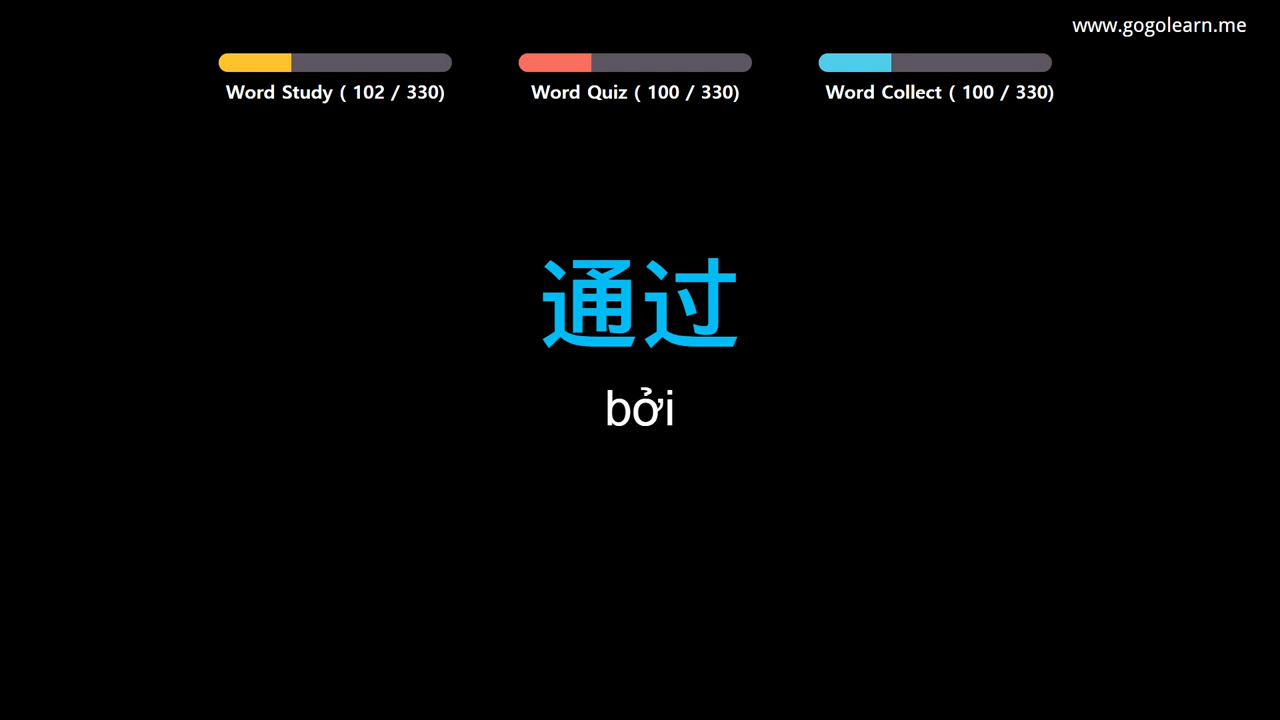 www.gogolearn.me
Word Study ( 102 / 330)
Word Quiz ( 100 / 330)
Word Collect ( 100 / 330)
通过
bởi